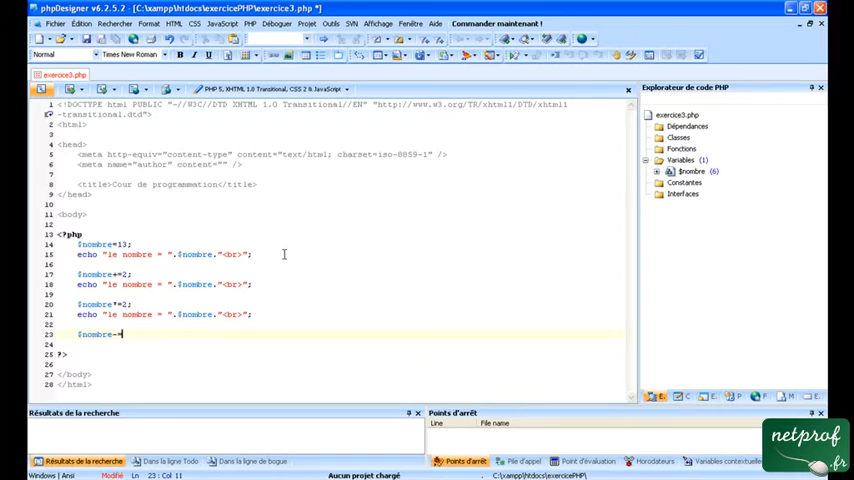 phpDesigner v6.2.5.2 - [c:\xampp\htdocs\exercicePHP\exercice3.php *]
Fichier Édition Rechercher Format HTML CSS JavaScript PHP Déboguer Projet Outils SVN Affichage Fenêtre Aide Commander maintenant !
Normal Times New Roman B I U
exercice3.php
PHP 5, XHTML 1.0 Transitional, CSS 2 & JavaScript
1 <!DOCTYPE html PUBLIC "-//W3C//DTD XHTML 1.0 Transitional//EN" "http://www.w3.org/TR/xhtml1/DTD/xhtml1
-transitional.dtd">
2 <html>
3
4 <head>
5 <meta http-equiv="content-type" content="text/html; charset=iso-8859-1" />
6 <meta name="author" content="" />
7
8 <title>Cour de programmation</title>
9 </head>
10
11 <body>
12
13 <?php
14 $nombre=13;
15 echo "le nombre = ".$nombre."<br>";
16
17 $nombre+=2;
18 echo "le nombre = ".$nombre."<br>";
19
20 $nombre*=2;
21 echo "le nombre = ".$nombre."<br>";
22
23 $nombre-=
24
25 ?>
26
27 </body>
28 </html>
Explorateur de code PHP
exercice3.php
Dépendances
Classes
Fonctions
Variables (1)
$nombre (6)
Constantes
Interfaces
E. C E. P F M E.
Résultats de la recherche
Points d'arrêt
Line File name
Résultats de la recherche Dans la ligne Todo Dans la ligne de bogue
Points d'arrêt Pile d'appel Point d'évaluation Horodateurs Variables contextuelle
Windows | Ansi Modifié Ln 23 : Col 11 Aucun projet chargé C:\xampp\htdocs\exercicePHP\
netprof
.fr